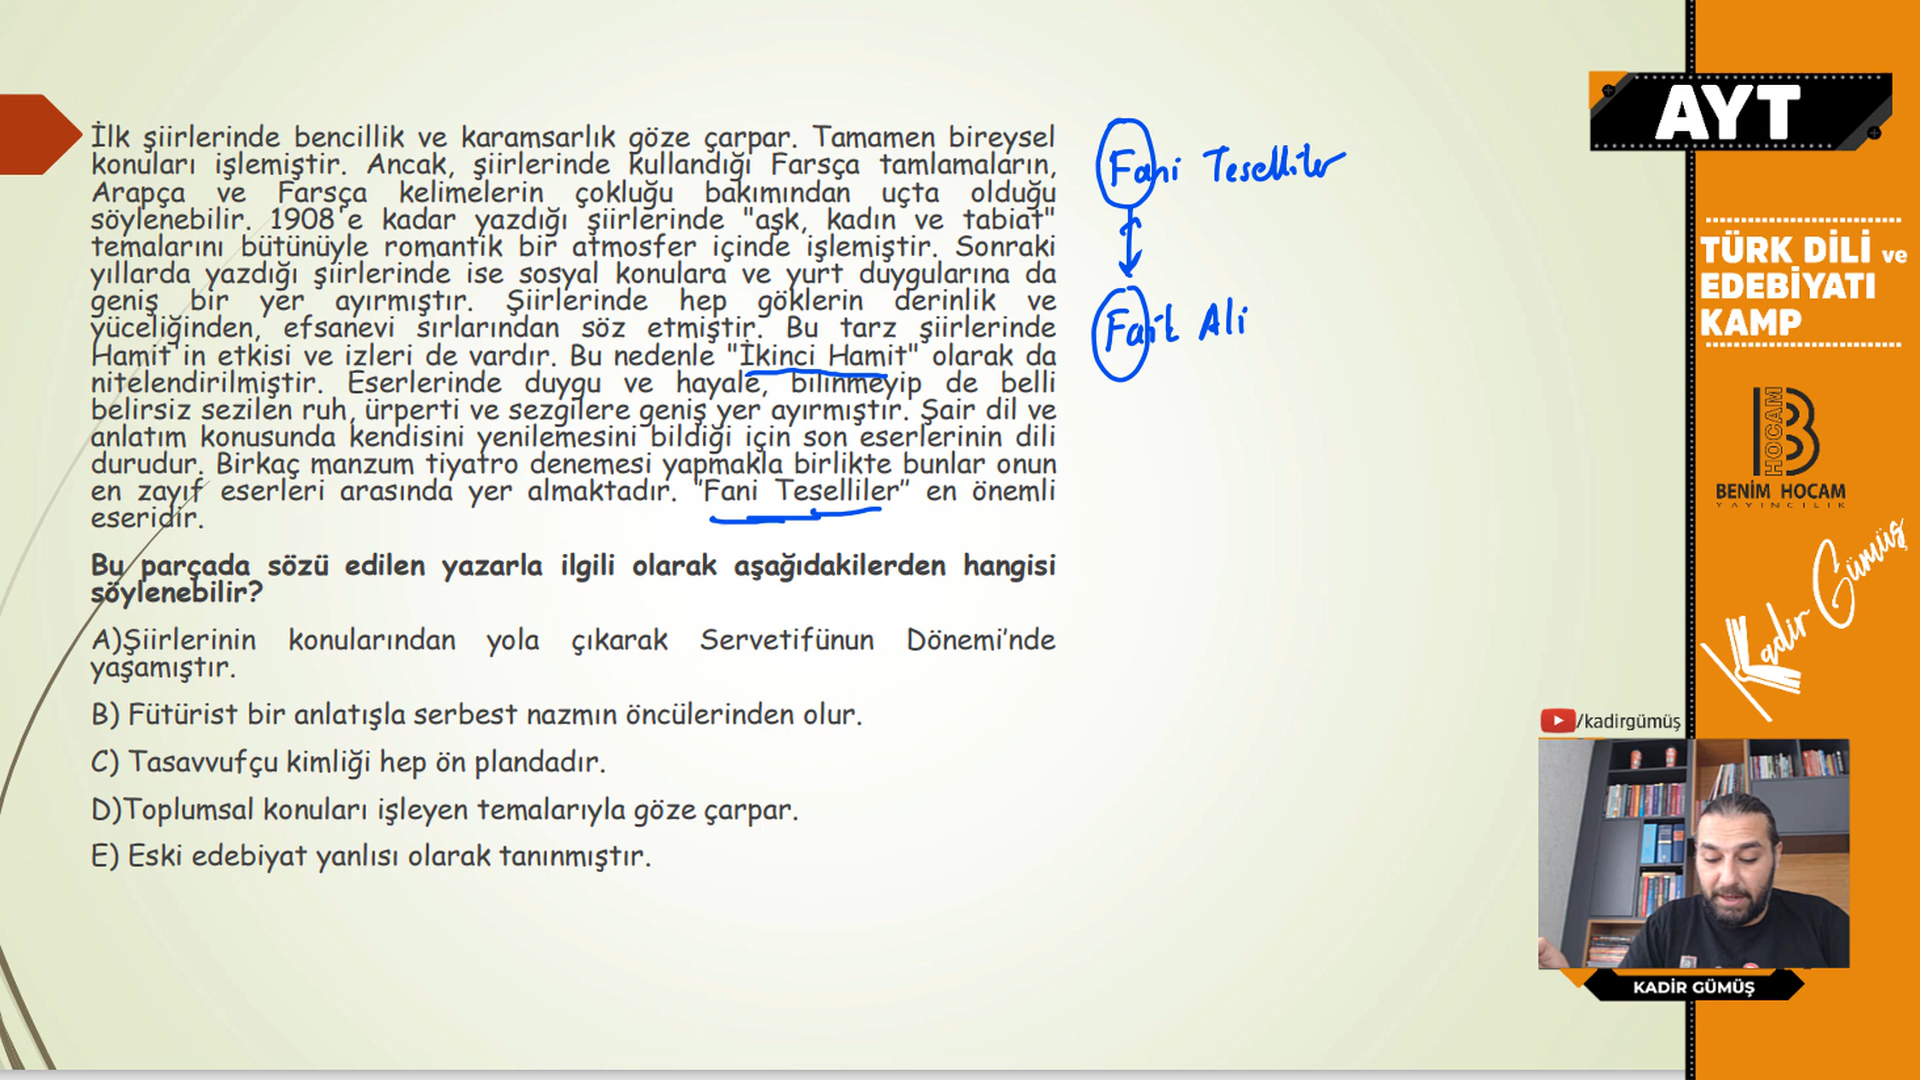 İlk şiirlerinde bencillik ve karamsarlık göze çarpar. Tamamen bireysel
konuları işlemiştir. Ancak, şiirlerinde kullandığı Farsça tamlamaların,
Arapça ve Farsça kelimelerin çokluğu bakımından uçta olduğu
söylenebilir. 1908'e kadar yazdığı şiirlerinde "aşk, kadın ve tabiat"
temalarını bütünüyle romantik bir atmosfer içinde işlemiştir. Sonraki
yıllarda yazdığı şiirlerinde ise sosyal konulara ve yurt duygularına da
geniş bir yer ayırmıştır. Şiirlerinde hep göklerin derinlik ve
yüceliğinden, efsanevi sırlarından söz etmiştir. Bu tarz şiirlerinde
Hamit'in etkisi ve izleri de vardır. Bu nedenle "İkinci Hamit" olarak da
nitelendirilmiştir. Eserlerinde duygu ve hayale, bilinmeyip de belli
belirsiz sezilen ruh, ürperti ve sezgilere geniş yer ayırmıştır. Şair dil ve
anlatım konusunda kendisini yenilemesini bildiği için son eserlerinin dili
durudur. Birkaç manzum tiyatro denemesi yapmakla birlikte bunlar onun
en zayıf eserleri arasında yer almaktadır. "Fani Teselliler" en önemli
eseridir.
Bu parçada sözü edilen yazarla ilgili olarak aşağıdakilerden hangisi
söylenebilir?
A)Şiirlerinin konularından yola çıkarak Servetifünun Dönemi'nde
yaşamıştır.
B) Fütürist bir anlatışla serbest nazmın öncülerinden olur.
C) Tasavvufçu kimliği hep ön plandadır.
D)Toplumsal konuları işleyen temalarıyla göze çarpar.
E) Eski edebiyat yanlısı olarak tanınmıştır.
Fani Teselliler
Faik Ali
AYT
TÜRK DİLİ ve
EDEBİYATI
KAMP
HOCAM
BENİM HOCAM
YAYINCILIK
Kadir Gümüş
/kadirgümüş
KADİR GÜMÜŞ